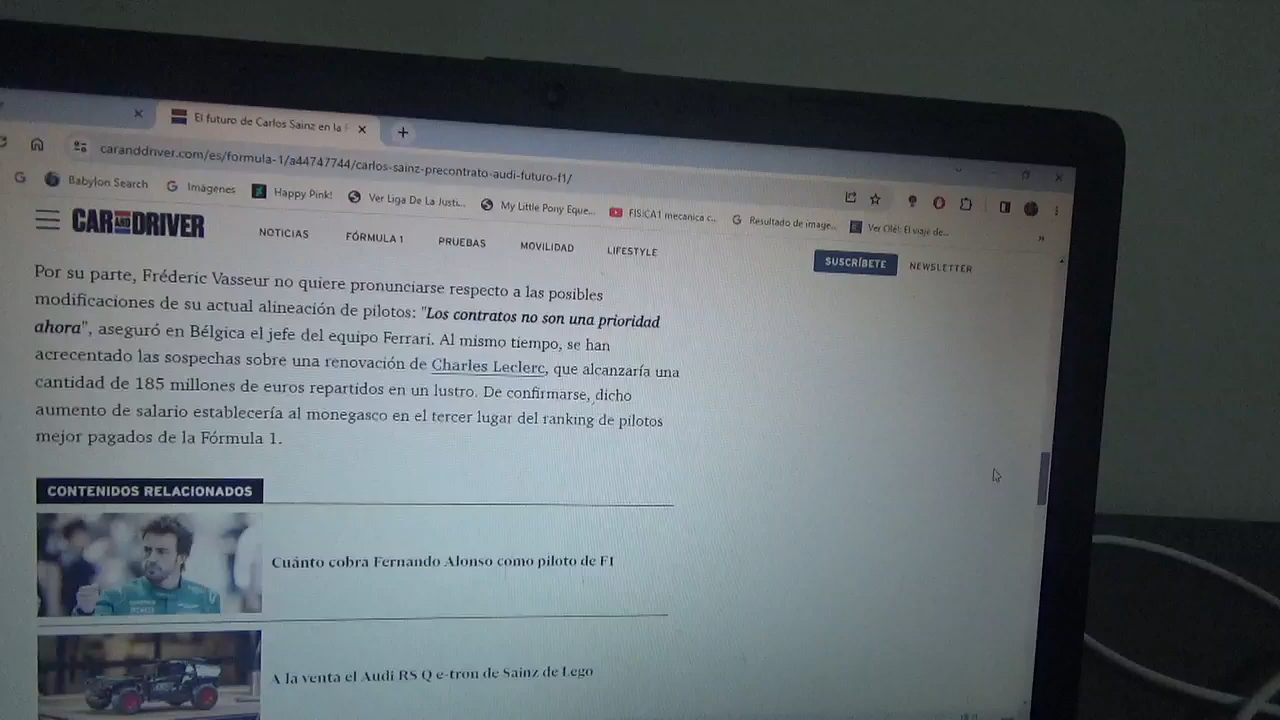 El futuro de Carlos Sainz en la F
caranddriver.com/es/formula-1/a44747744/carlos-sainz-precontrato-audi-futuro-f1/
G Babylon Search Imágenes Happy Pink! Ver Liga De La Justi... My Little Pony Eque... FISICA1 mecanica c... Resultado de image... Ver Olé!: El viaje de... »
CAR AND DRIVER NOTICIAS FÓRMULA 1 PRUEBAS MOVILIDAD LIFESTYLE SUSCRÍBETE NEWSLETTER
Por su parte, Fréderic Vasseur no quiere pronunciarse respecto a las posibles
modificaciones de su actual alineación de pilotos: "Los contratos no son una prioridad
ahora", aseguró en Bélgica el jefe del equipo Ferrari. Al mismo tiempo, se han
acrecentado las sospechas sobre una renovación de Charles Leclerc, que alcanzaría una
cantidad de 185 millones de euros repartidos en un lustro. De confirmarse, dicho
aumento de salario establecería al monegasco en el tercer lugar del ranking de pilotos
mejor pagados de la Fórmula 1.
CONTENIDOS RELACIONADOS
Cuánto cobra Fernando Alonso como piloto de F1
A la venta el Audi RS Q e-tron de Sainz de Lego